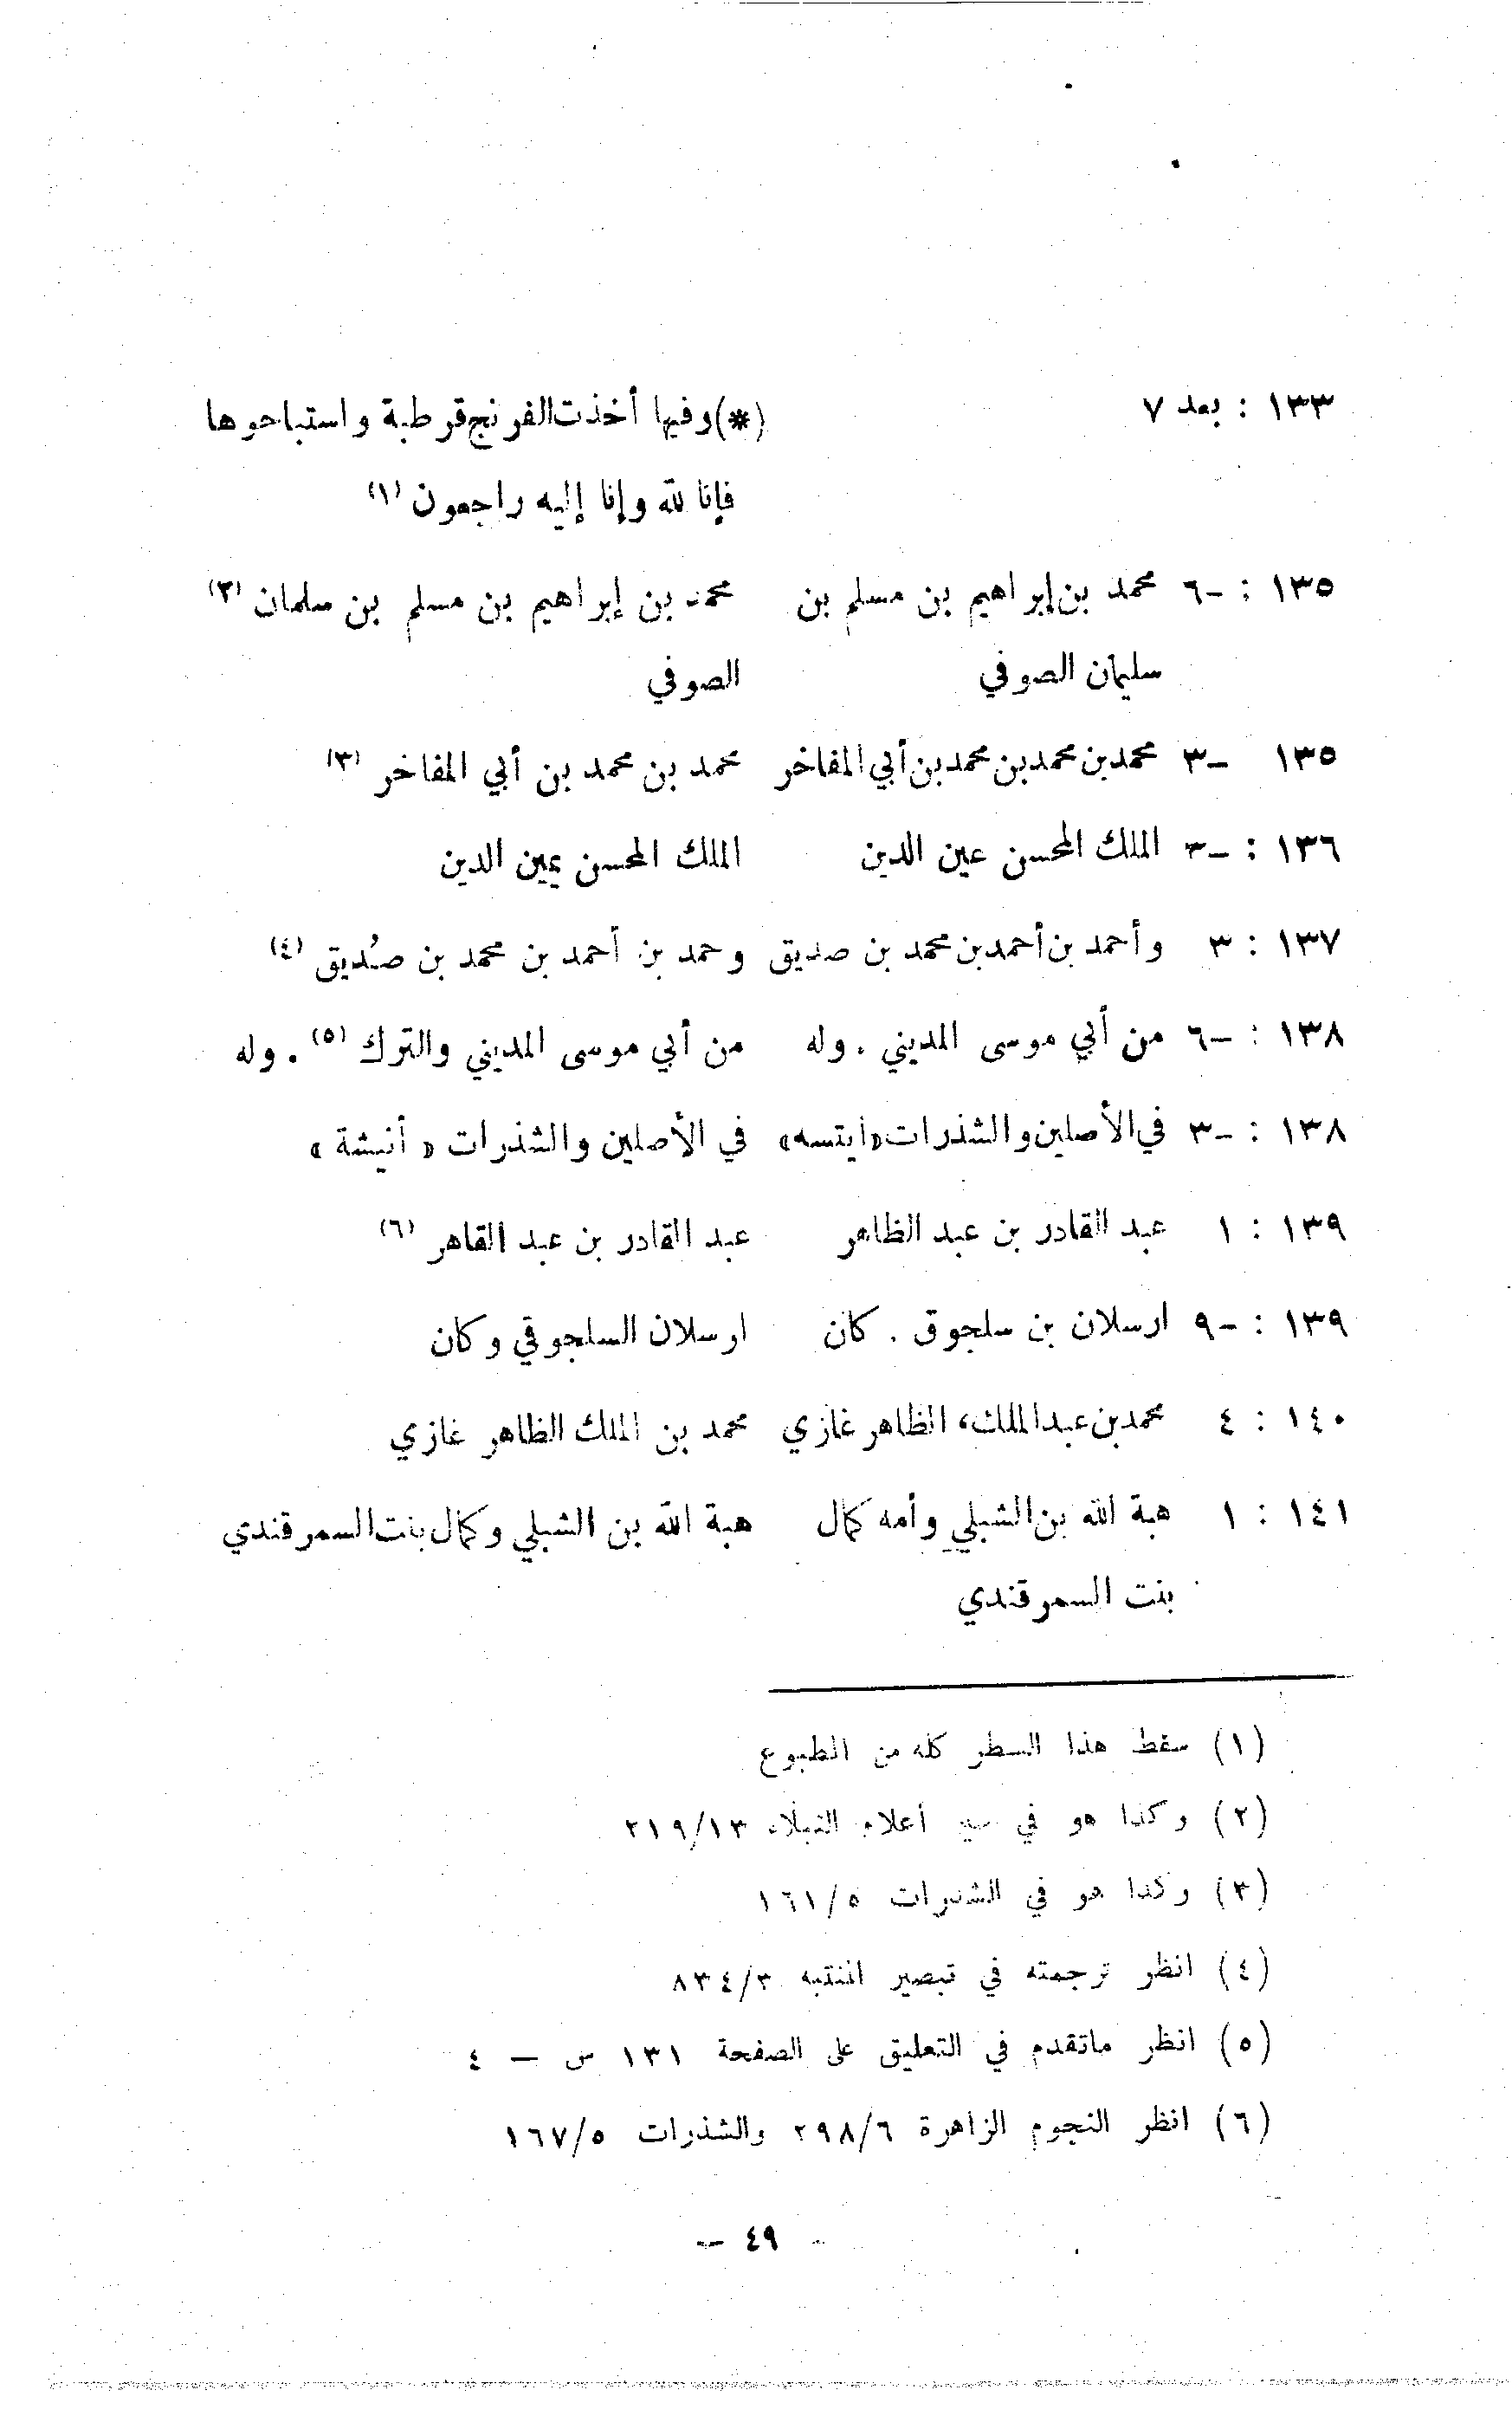 ١٣٣ : بعد ٧ (*) وفيها أخذت الفرنج قرطبة واستباحوها
فإنا لله وإنا إليه راجعون (١)
١٣٥ : -٦ محمد بن إبراهيم بن مسلم بن محمد بن إبراهيم بن مسلم بن سلمان (٢)
سليمان الصوفي الصوفي
١٣٥ -٣ محمد بن محمد بن محمد بن أبي المفاخر محمد بن محمد بن أبي المفاخر (٣)
١٣٦ : -٣ الملك المحسن عين الدين الملك المحسن يمين الدين
١٣٧ : ٣ وأحمد بن أحمد بن محمد بن صديق وحمد بن أحمد بن محمد بن صُديق (٤)
١٣٨ : -٦ من أبي موسى المديني . وله من أبي موسى المديني والترك (٥) . وله
١٣٨ : -٣ في الأصلين والشذرات «ايتسه» في الأصلين والشذرات « أنيشة »
١٣٩ : ١ عبد القادر بن عبد الظاهر عبد القادر بن عبد القاهر (٦)
١٣٩ : -٩ ارسلان بن سلجوق . كان ارسلان السلجوقي وكان
١٤٠ : ٤ محمد بن عبد الملك، الظاهر غازي محمد بن الملك الظاهر غازي
١٤١ : ١ هبة الله بن الشبلي وأمه كمال هبة الله بن الشبلي وكمال بنت السمرقندي
بنت السمرقندي
(١) سقط هذا السطر كله من المطبوع
(٢) وكذا هو في سير أعلام النبلاء ٢١٩/١٣
(٣) وكذا هو في الشذرات ١٦١/٥
(٤) انظر ترجمته في تبصير المنتبه ٨٣٤/٣
(٥) انظر ماتقدم في التعليق على الصفحة ١٣١ س - ٤
(٦) انظر النجوم الزاهرة ٢٩٨/٦ والشذرات ١٦٧/٥
- ٤٩ -